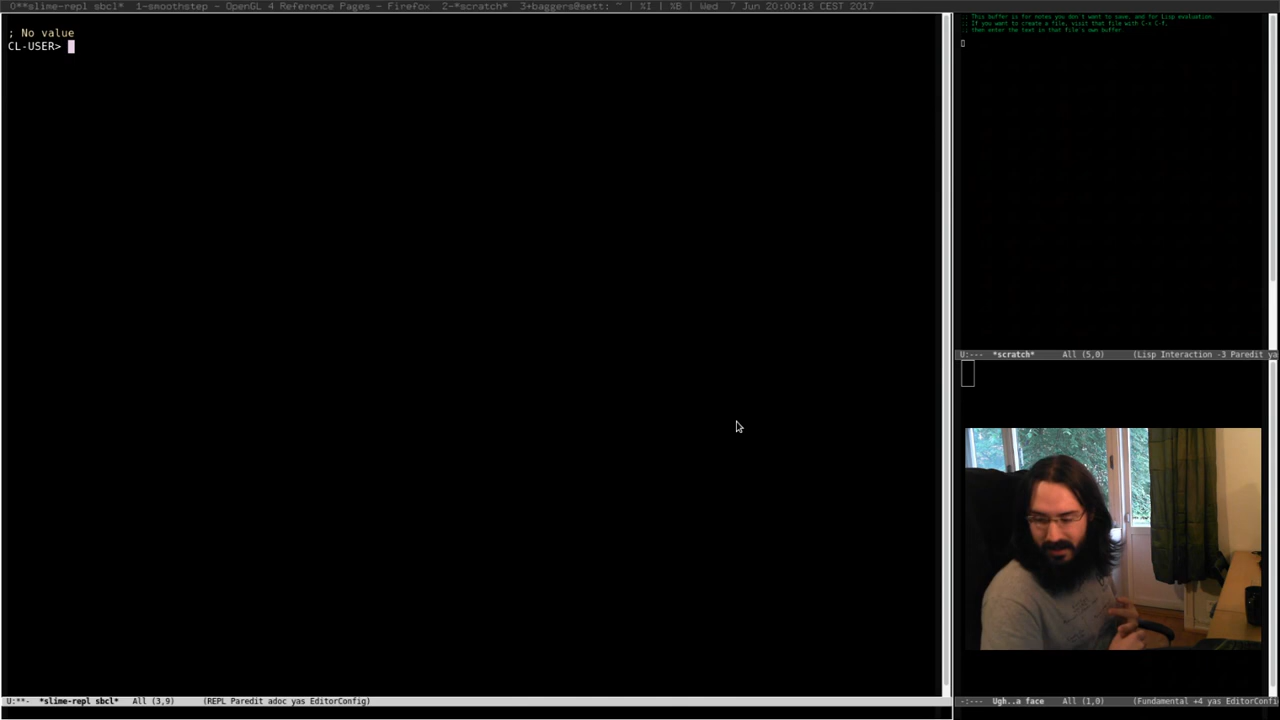 0**slime-repl sbcl*  1-smoothstep - OpenGL 4 Reference Pages - Firefox  2-*scratch*  3+baggers@sett: ~ | %I | %B | Wed  7 Jun 20:00:18 CEST 2017
; No value
CL-USER>
U:**-  *slime-repl sbcl*   All (3,9)      (REPL Paredit adoc yas EditorConfig)
;; This buffer is for notes you don't want to save, and for Lisp evaluation.
;; If you want to create a file, visit that file with C-x C-f,
;; then enter the text in that file's own buffer.
U:---  *scratch*      All (5,0)      (Lisp Interaction -3 Paredit ya
-:---  Ugh..a face    All (1,0)      (Fundamental +4 yas EditorConfi